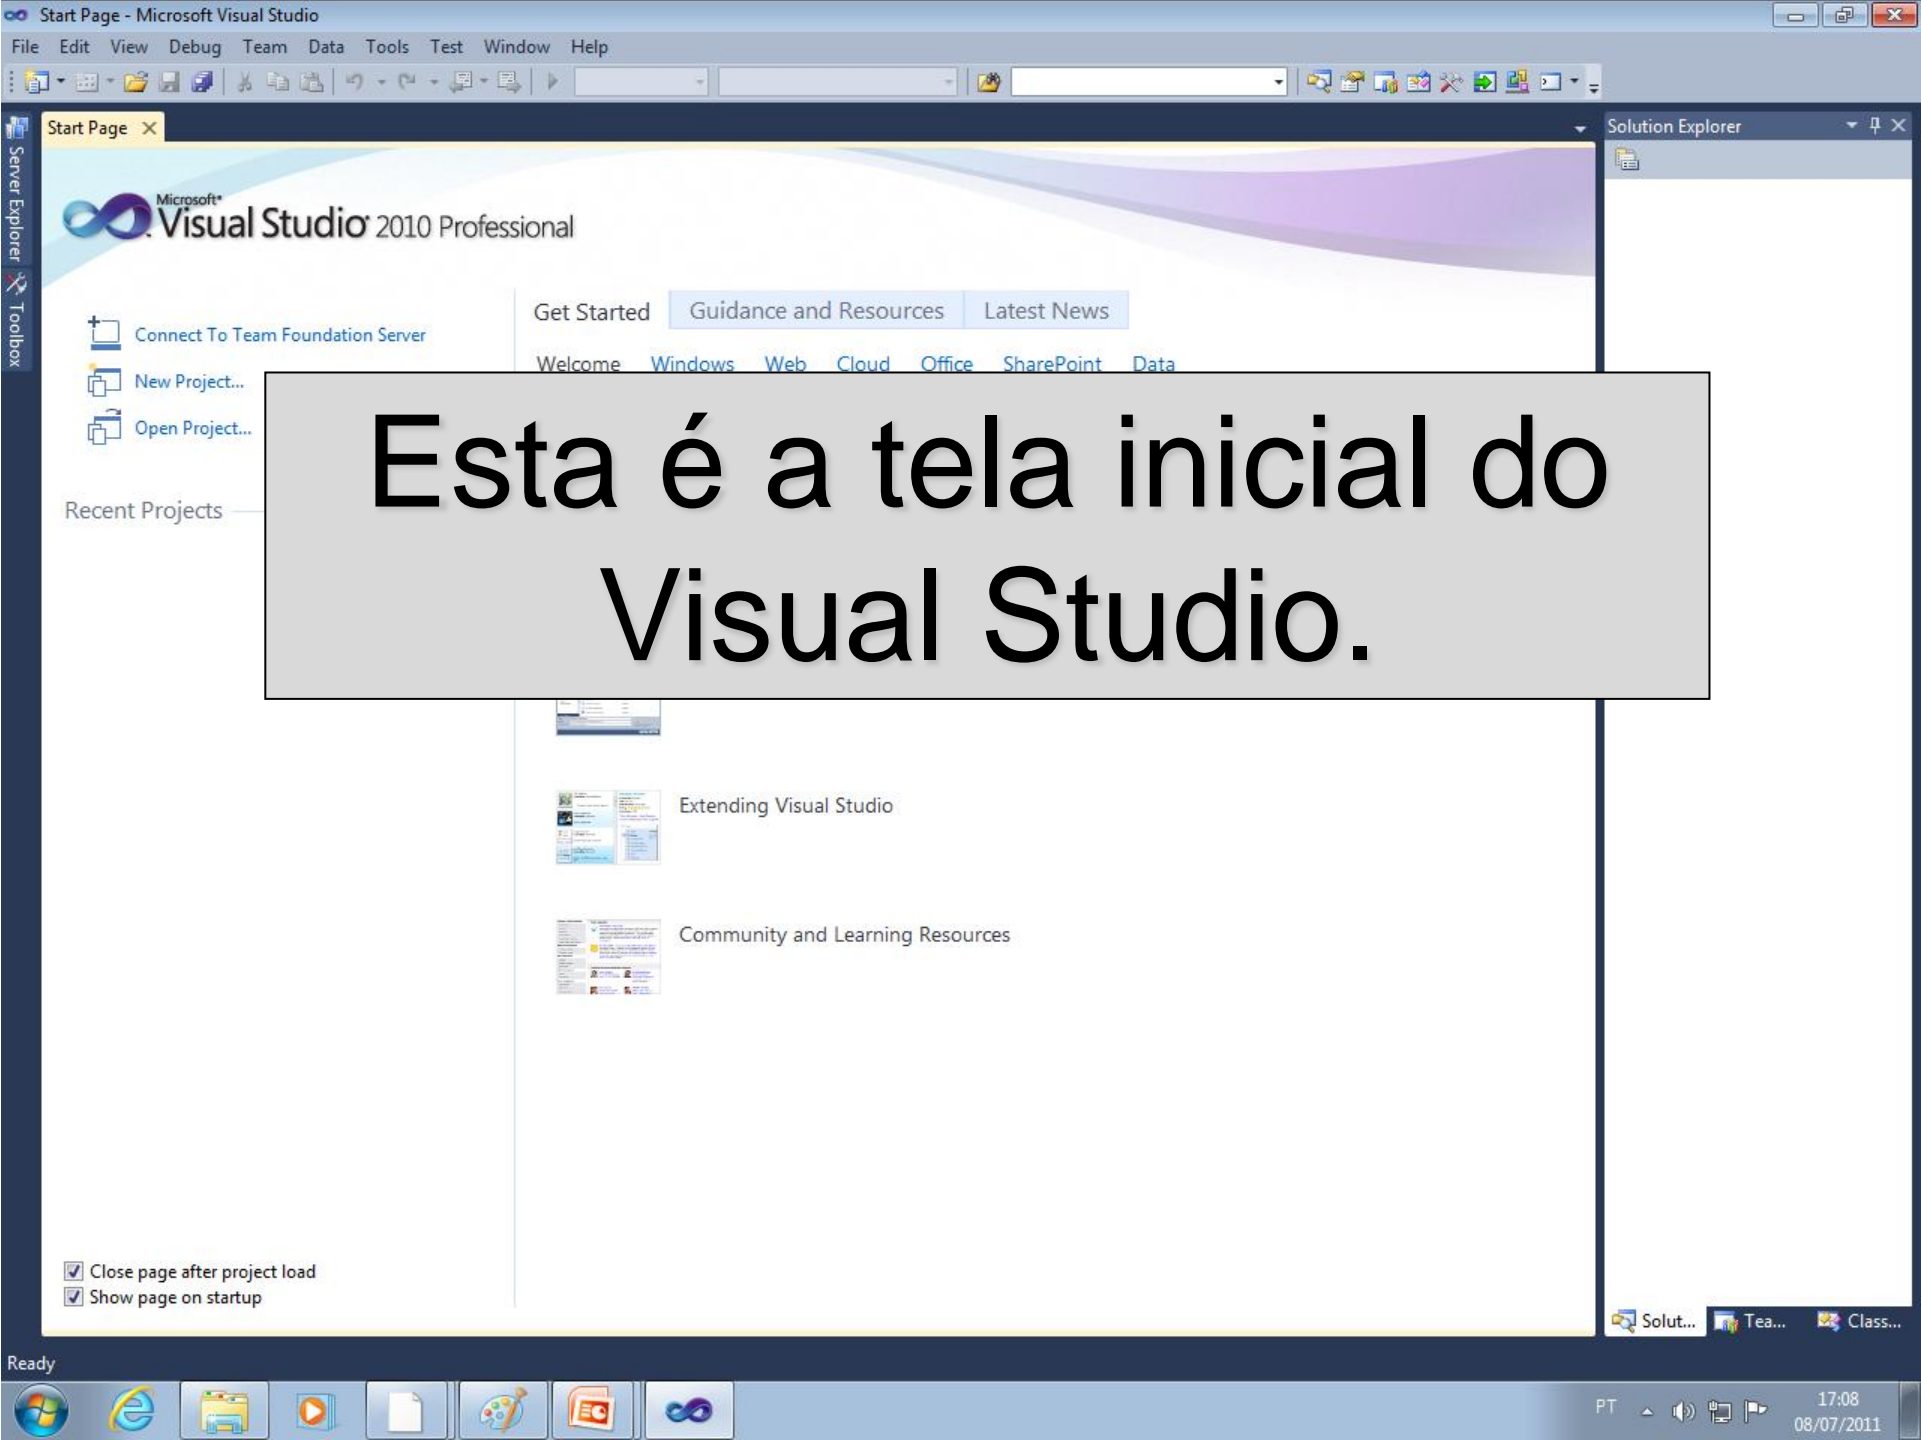 Start Page - Microsoft Visual Studio
File Edit View Debug Team Data Tools Test Window Help
Server Explorer
Toolbox
Start Page
Solution Explorer
Microsoft®
Visual Studio® 2010 Professional
Connect To Team Foundation Server
New Project...
Open Project...
Recent Projects
Get Started Guidance and Resources Latest News
Welcome Windows Web Cloud Office SharePoint Data
Esta é a tela inicial do
Visual Studio.
Extending Visual Studio
Community and Learning Resources
Close page after project load
Show page on startup
Solut... Tea... Class...
Ready
PT
17:08
08/07/2011